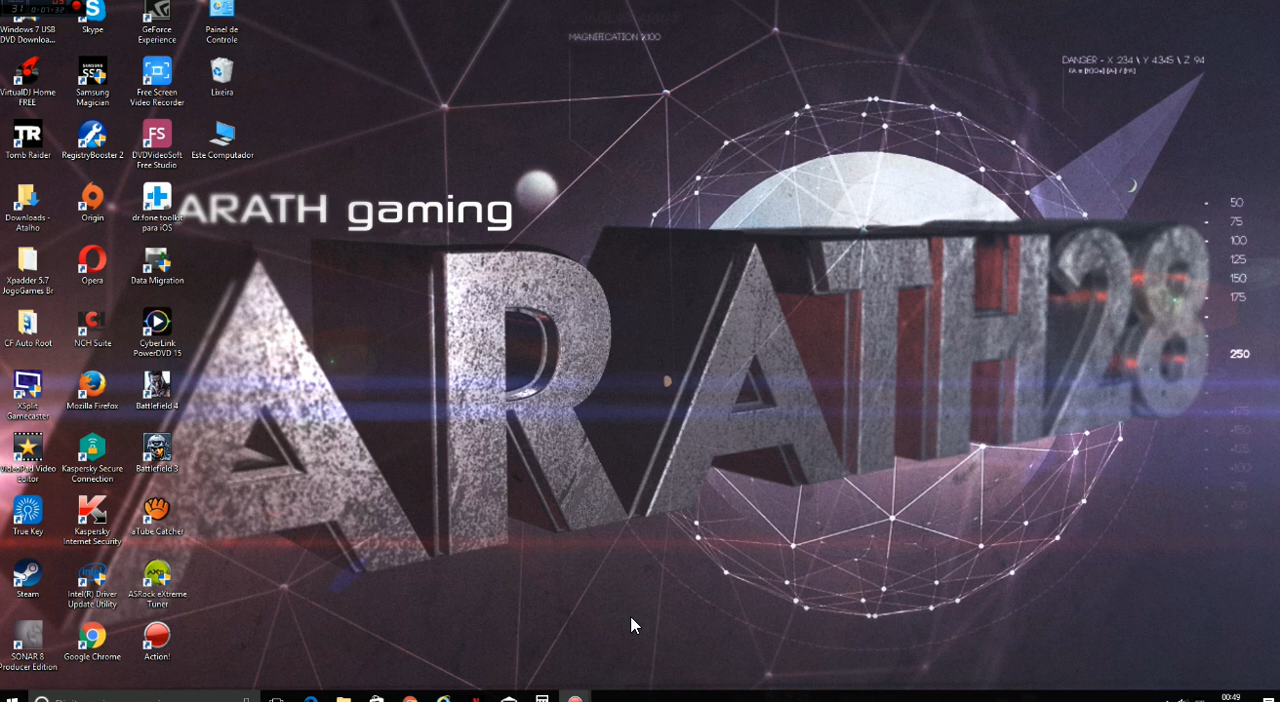 31 0:07:32
Windows 7 USB
DVD Downloa...
Skype
GeForce
Experience
Painel de
Controle
VirtualDJ Home
FREE
Samsung
Magician
Free Screen
Video Recorder
Lixeira
Tomb Raider
RegistryBooster 2
DVDVideoSoft
Free Studio
Este Computador
Downloads -
Atalho
Origin
dr.fone toolkit
para iOS
Xpadder 5.7
JogoGames Br
Opera
Data Migration
CF Auto Root
NCH Suite
CyberLink
PowerDVD 15
XSplit
Gamecaster
Mozilla Firefox
Battlefield 4
VideoPad Video
Editor
Kaspersky Secure
Connection
Battlefield 3
True Key
Kaspersky
Internet Security
aTube Catcher
Steam
Intel(R) Driver
Update Utility
ASRock eXtreme
Tuner
SONAR 8
Producer Edition
Google Chrome
Action!
MAGNIFICATION X100
DANGER - X 234 \ Y 4345 \ Z 94
ARATH gaming
ARATH28
50
75
100
125
150
175
250
00:49